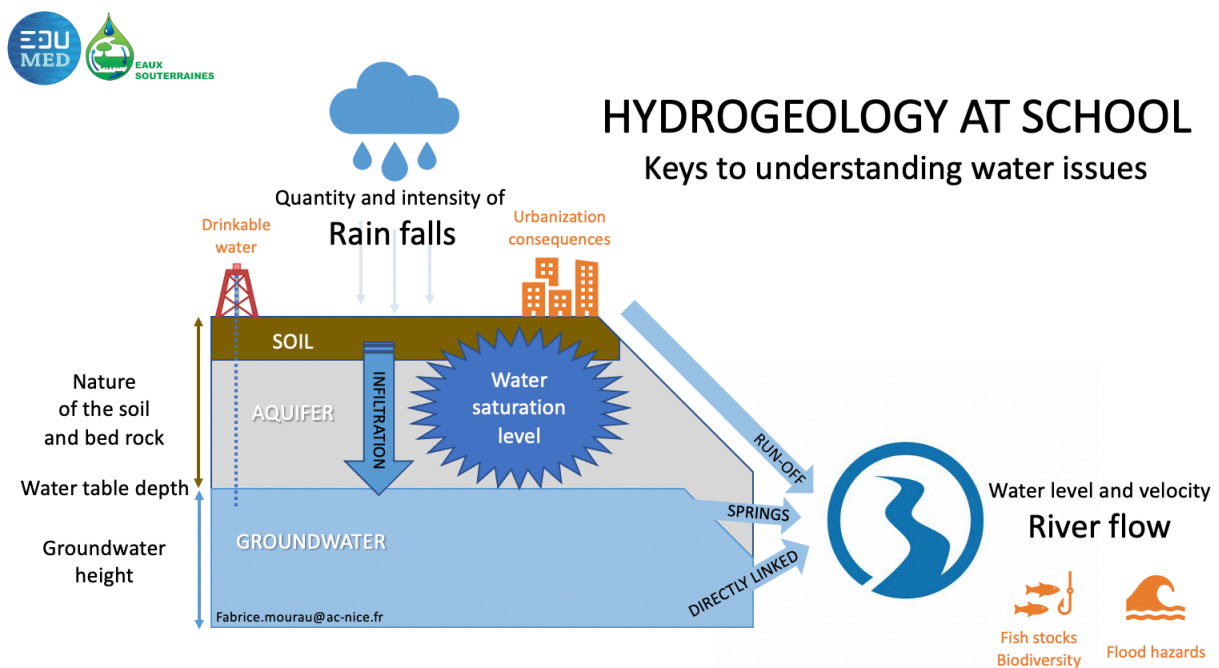 EDU
MED
EAUX
SOUTERRAINES
HYDROGEOLOGY AT SCHOOL
Keys to understanding water issues
Quantity and intensity of
Rain falls
Drinkable
water
Urbanization
consequences
SOIL
INFILTRATION
Water
saturation
level
AQUIFER
Nature
of the soil
and bed rock
Water table depth
Groundwater
height
GROUNDWATER
Fabrice.mourau@ac-nice.fr
RUN-OFF
SPRINGS
DIRECTLY LINKED
Water level and velocity
River flow
Fish stocks
Biodiversity
Flood hazards